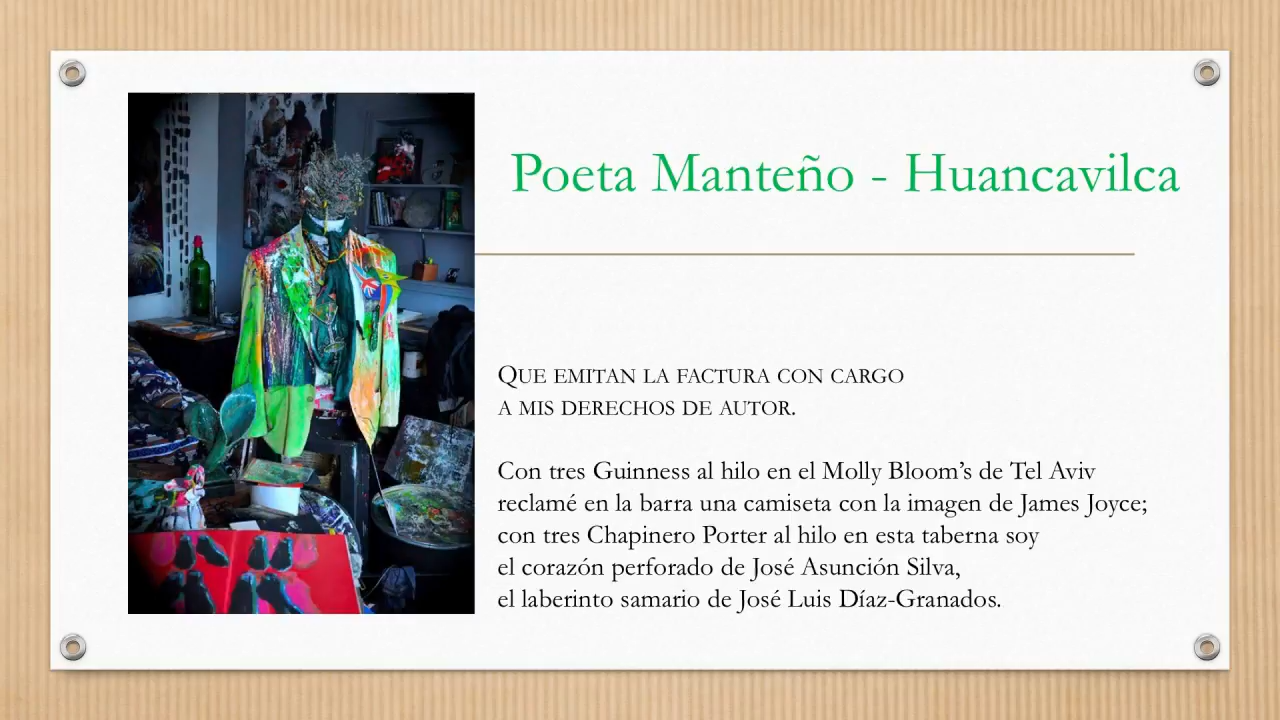 Poeta Manteño - Huancavilca
QUE EMITAN LA FACTURA CON CARGO
A MIS DERECHOS DE AUTOR.
Con tres Guinness al hilo en el Molly Bloom’s de Tel Aviv
reclamé en la barra una camiseta con la imagen de James Joyce;
con tres Chapinero Porter al hilo en esta taberna soy
el corazón perforado de José Asunción Silva,
el laberinto samario de José Luis Díaz-Granados.